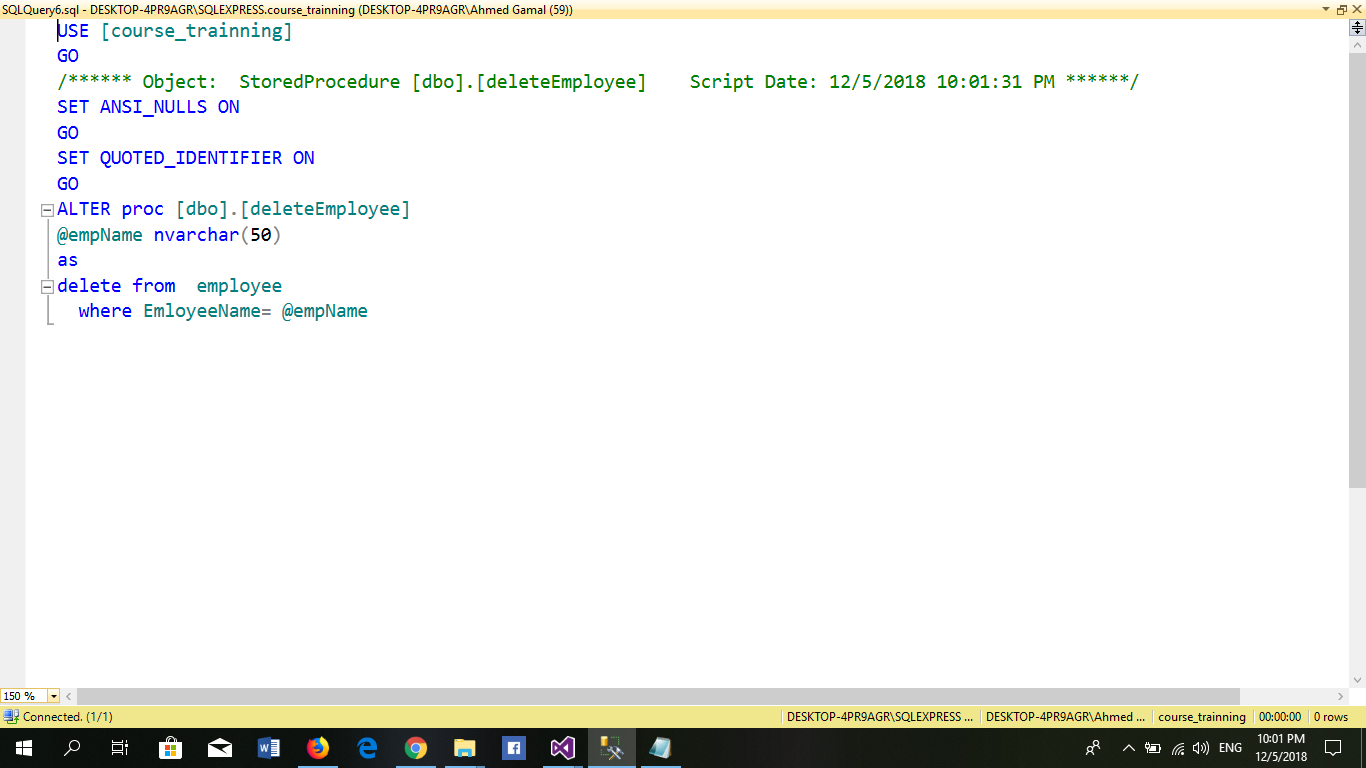 SQLQuery6.sql - DESKTOP-4PR9AGR\SQLEXPRESS.course_trainning (DESKTOP-4PR9AGR\Ahmed Gamal (59))
USE [course_trainning]
GO
/****** Object:  StoredProcedure [dbo].[deleteEmployee]    Script Date: 12/5/2018 10:01:31 PM ******/
SET ANSI_NULLS ON
GO
SET QUOTED_IDENTIFIER ON
GO
ALTER proc [dbo].[deleteEmployee]
@empName nvarchar(50)
as
delete from  employee
  where EmloyeeName= @empName
150 %
Connected. (1/1) DESKTOP-4PR9AGR\SQLEXPRESS ... DESKTOP-4PR9AGR\Ahmed ... course_trainning 00:00:00 0 rows
ENG 10:01 PM
12/5/2018